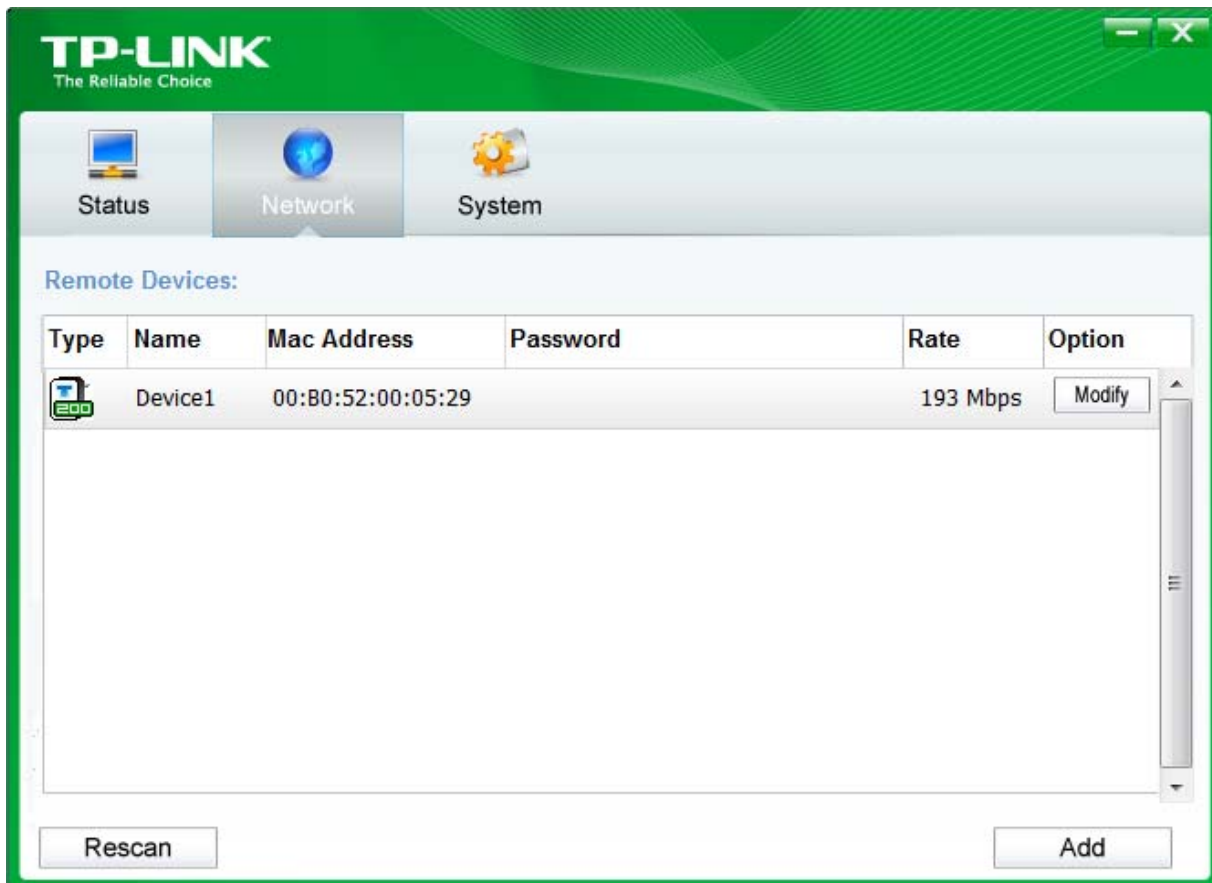 TP-LINK
The Reliable Choice
Status Network System
Remote Devices:
Type Name Mac Address Password Rate Option
T 200 Device1 00:B0:52:00:05:29 193 Mbps Modify
Rescan Add